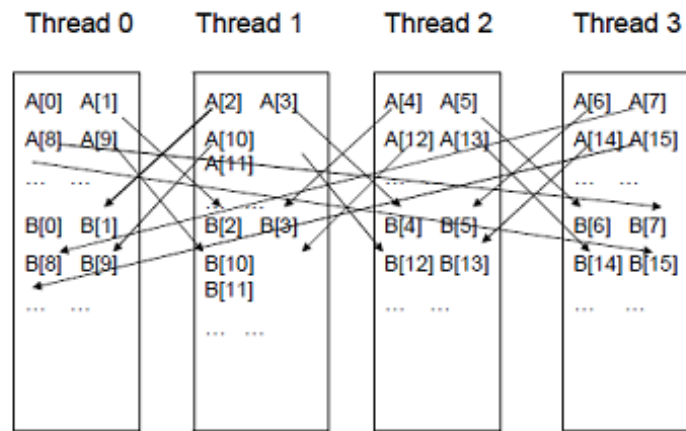 Thread 0 Thread 1 Thread 2 Thread 3
A[0] A[1] A[2] A[3] A[4] A[5] A[6] A[7]
A[8] A[9] A[10] A[12] A[13] A[14] A[15]
A[11]
... ... ... ... ... ... ... ...
B[0] B[1] B[2] B[3] B[4] B[5] B[6] B[7]
B[8] B[9] B[10] B[12] B[13] B[14] B[15]
B[11]
... ... ... ... ... ... ... ...